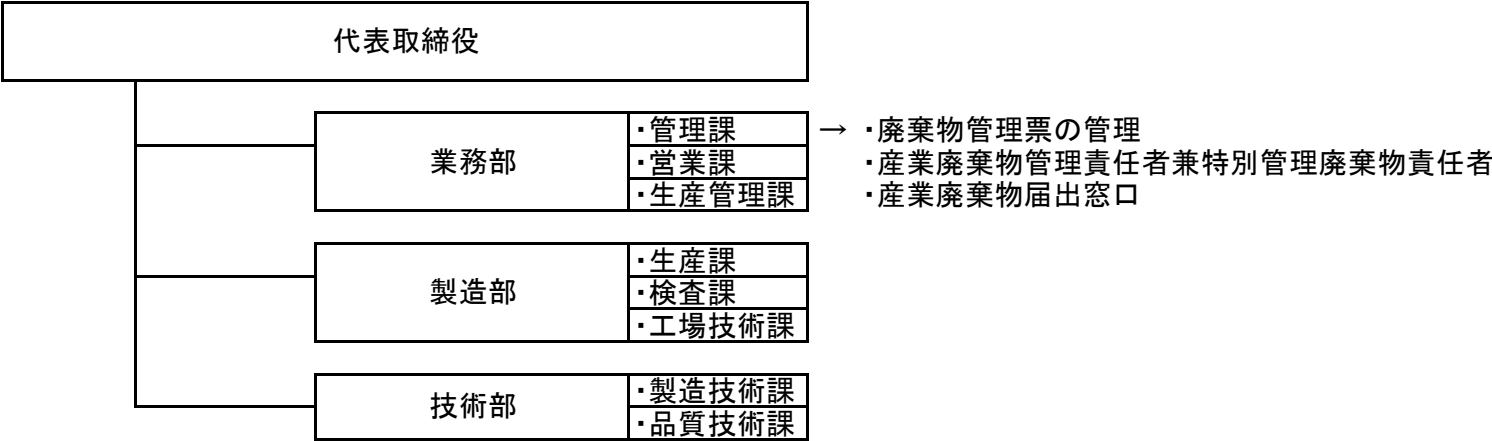 代表取締役
業務部
・管理課 → ・廃棄物管理票の管理
・営業課 ・産業廃棄物管理責任者兼特別管理廃棄物責任者
・生産管理課 ・産業廃棄物届出窓口
製造部
・生産課
・検査課
・工場技術課
技術部
・製造技術課
・品質技術課